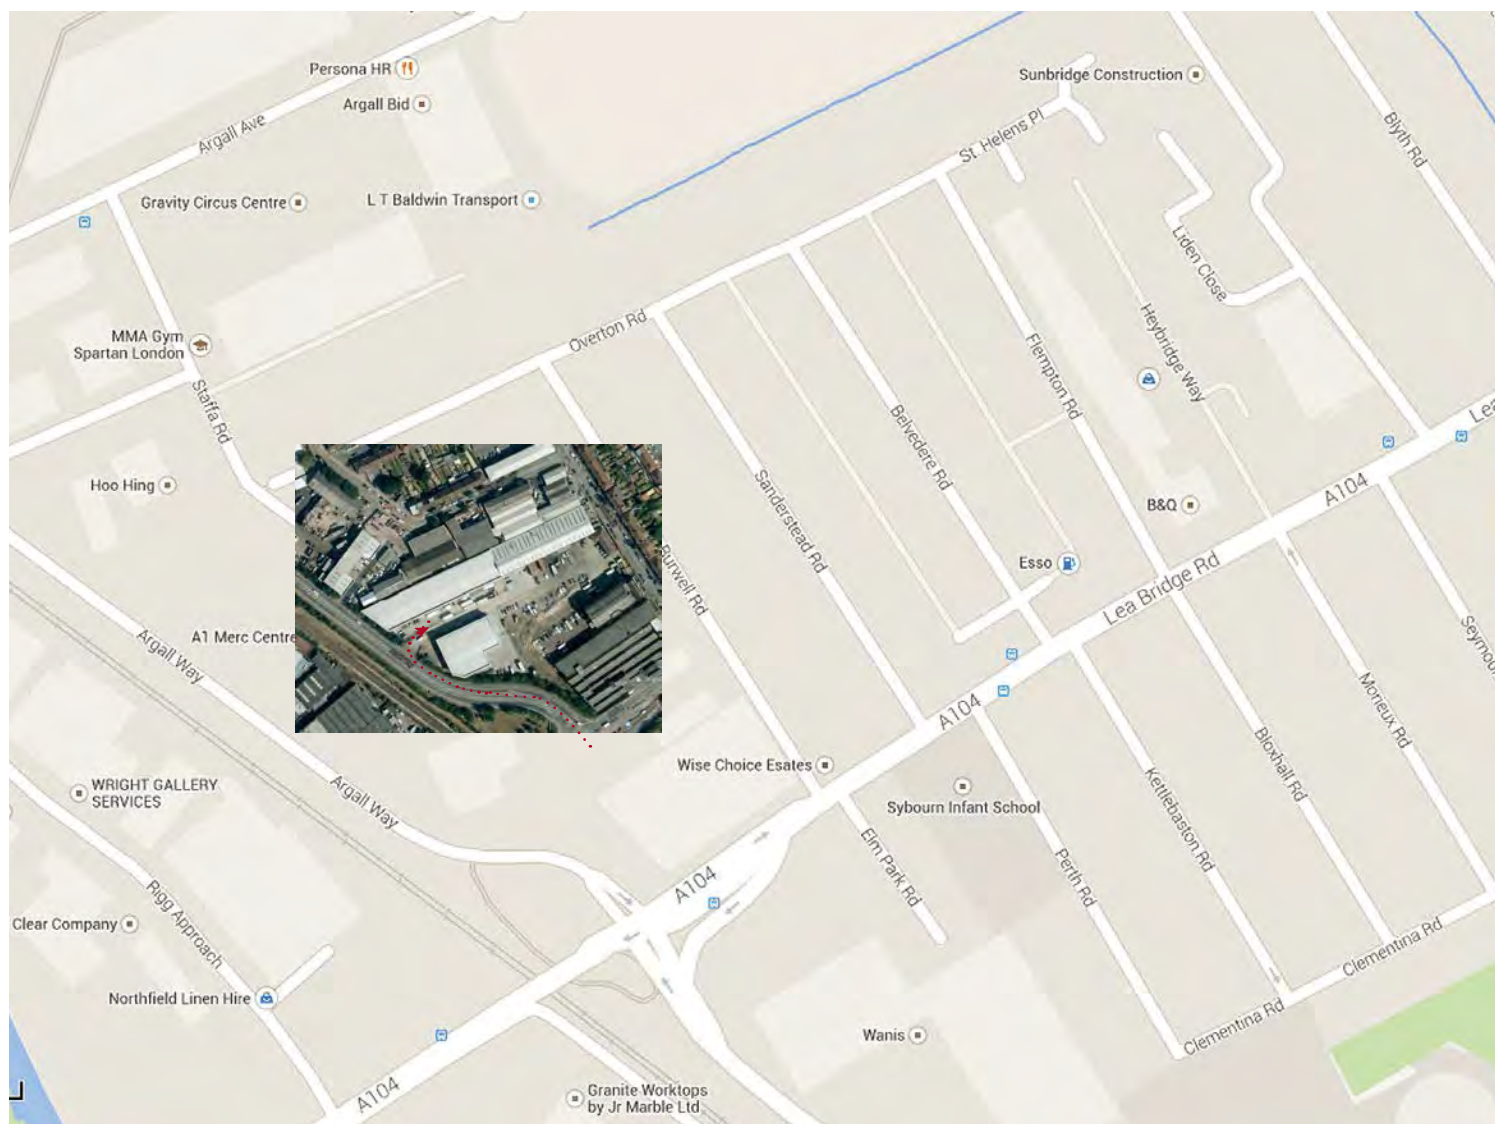 Persona HR
Sunbridge Construction
Argall Bid
Argall Ave
St. Helens Pl
Blyth Rd
Gravity Circus Centre
L T Baldwin Transport
Liden Close
MMA Gym
Spartan London
Overton Rd
Heybridge Way
Flempton Rd
Staffa Rd
Belvedere Rd
Lea
Hoo Hing
Sanderstead Rd
A104
B&Q
Esso
Lea Bridge Rd
Burwell Rd
A1 Merc Centre
Argall Way
Seymou
A104
Morieux Rd
Wise Choice Esates
Bloxhall Rd
WRIGHT GALLERY
SERVICES
Argall Way
Sybourn Infant School
Kettlebaston Rd
Elm Park Rd
Perth Rd
A104
Rigg Approach
Clear Company
Clementina Rd
Northfield Linen Hire
Clementina Rd
Wanis
A104
Granite Worktops
by Jr Marble Ltd